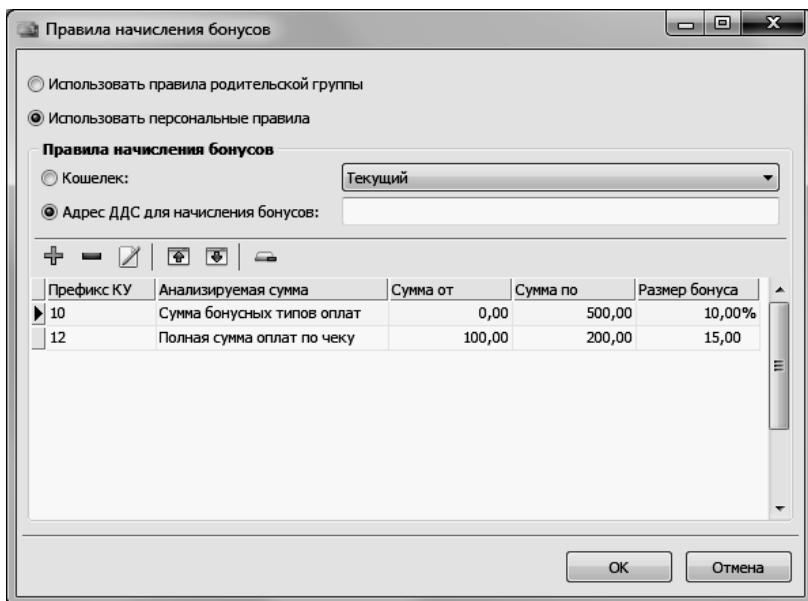 Правила начисления бонусов
Использовать правила родительской группы
Использовать персональные правила
Правила начисления бонусов
Кошелек: Текущий
Адрес ДДС для начисления бонусов:
Префикс КУ Анализируемая сумма Сумма от Сумма по Размер бонуса
10 Сумма бонусных типов оплат 0,00 500,00 10,00%
12 Полная сумма оплат по чеку 100,00 200,00 15,00
ОК Отмена